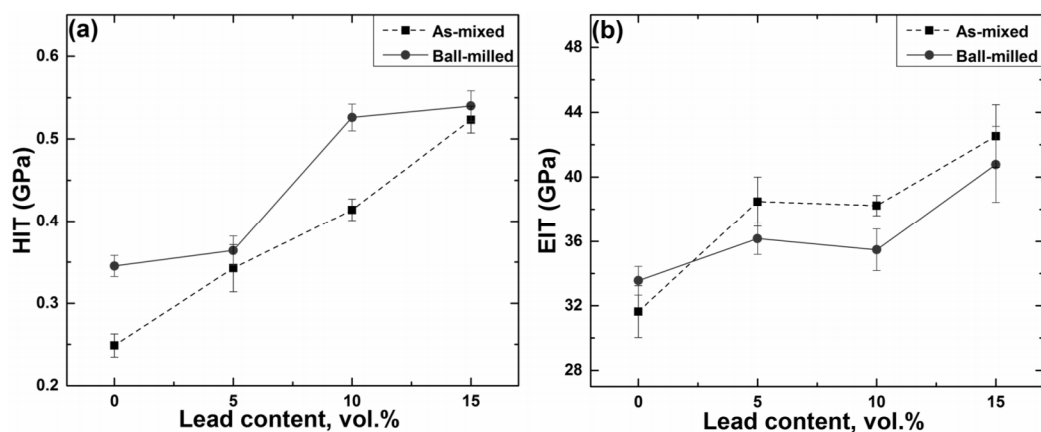 (a)
As-mixed
Ball-milled
0.6
0.5
0.4
0.3
0.2
HIT (GPa)
0 5 10 15
Lead content, vol.%
(b)
As-mixed
Ball-milled
48
44
40
36
32
28
EIT (GPa)
0 5 10 15
Lead content, vol.%